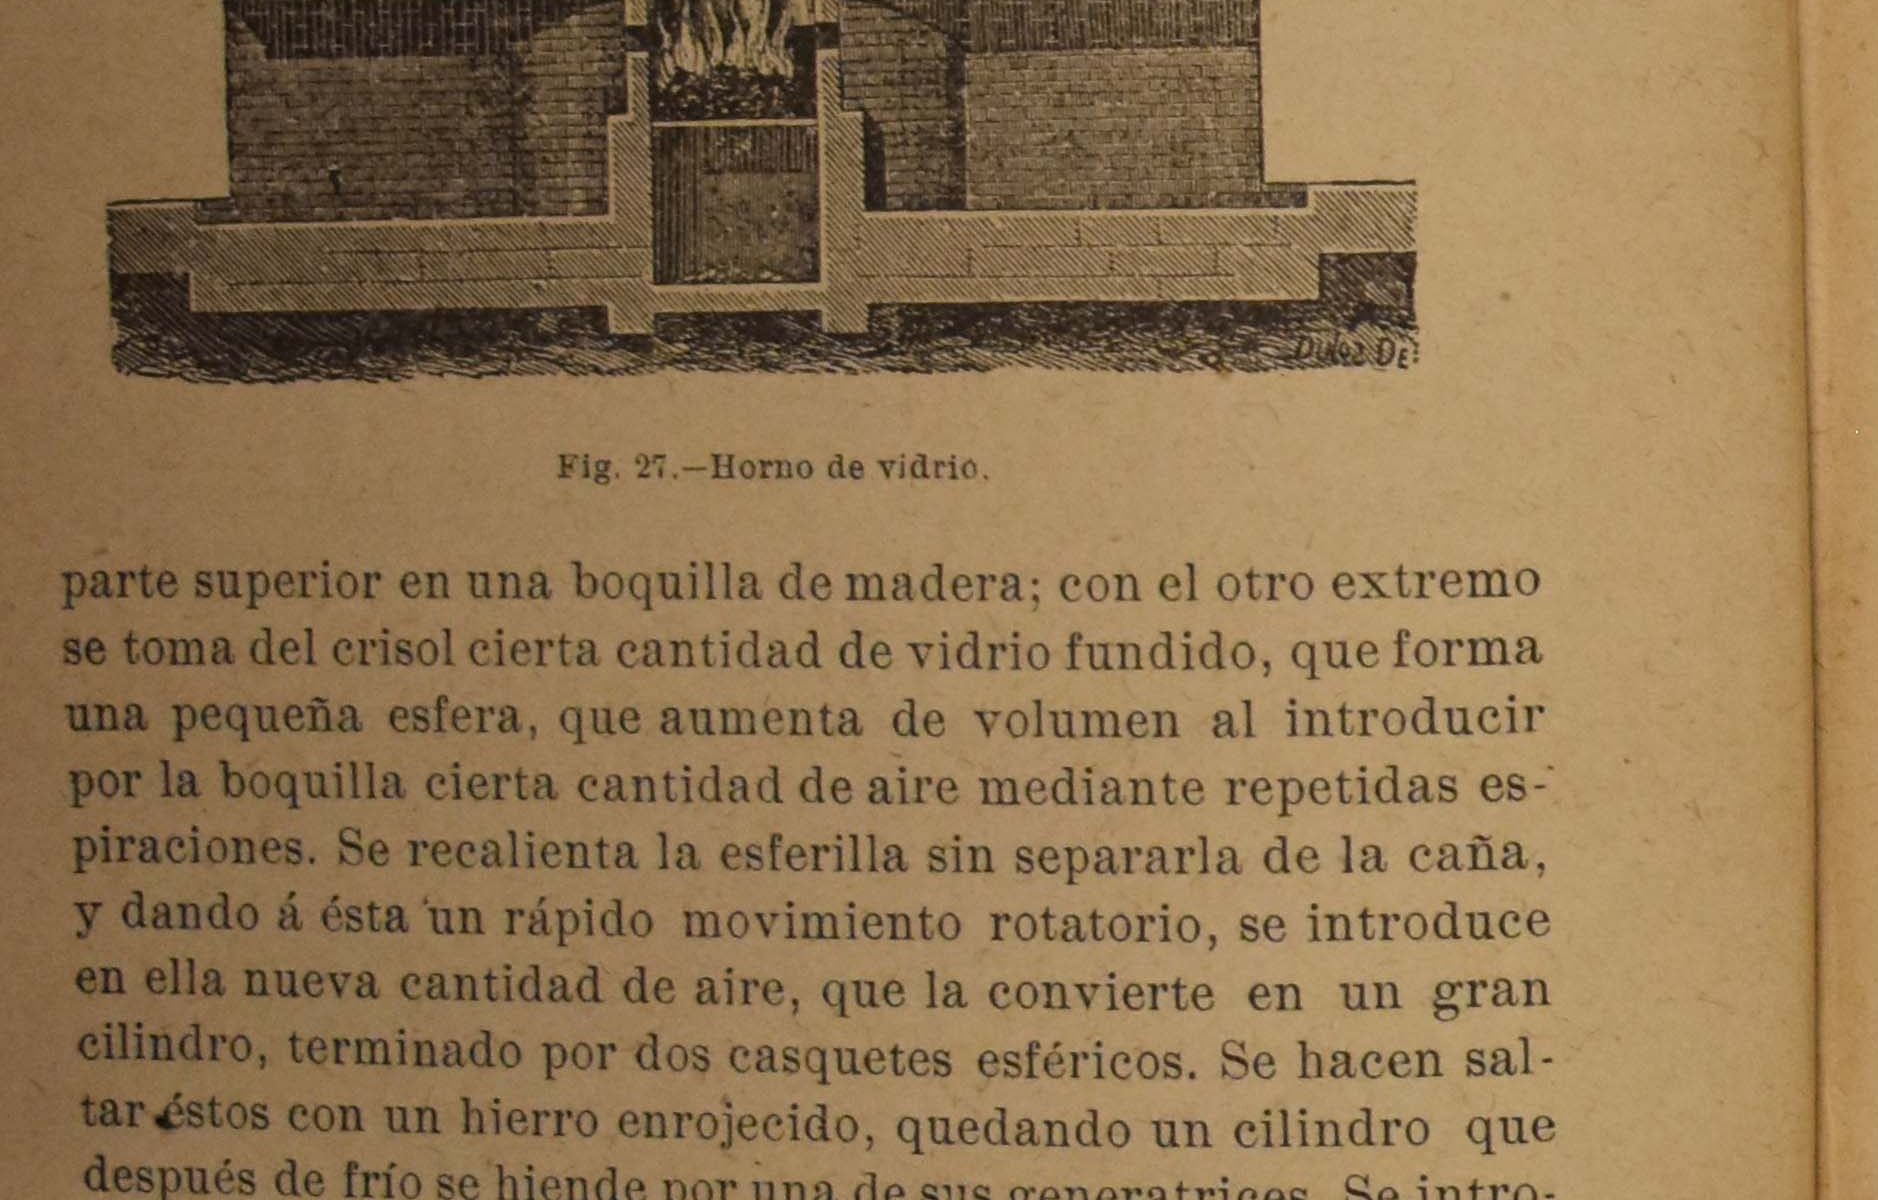 Fig. 27.—Horno de vidrio.
parte superior en una boquilla de madera; con el otro extremo
se toma del crisol cierta cantidad de vidrio fundido, que forma
una pequeña esfera, que aumenta de volumen al introducir
por la boquilla cierta cantidad de aire mediante repetidas es-
piraciones. Se recalienta la esferilla sin separarla de la caña,
y dando á ésta un rápido movimiento rotatorio, se introduce
en ella nueva cantidad de aire, que la convierte en un gran
cilindro, terminado por dos casquetes esféricos. Se hacen sal-
tar éstos con un hierro enrojecido, quedando un cilindro que
después de frío se hiende por una de sus generatrices. Se intro-